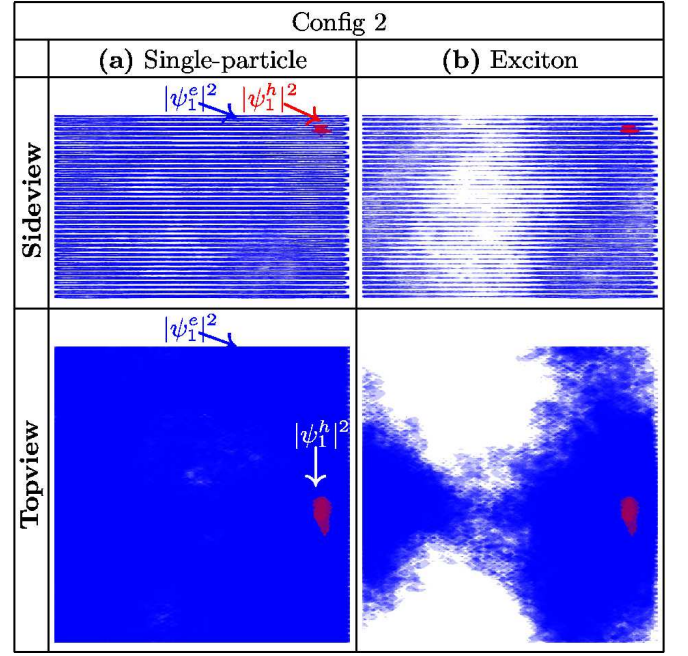 Config 2
(a) Single-particle (b) Exciton
|ψ₁ᵉ|² |ψ₁ʰ|²
Sideview
|ψ₁ᵉ|²
|ψ₁ʰ|²
Topview